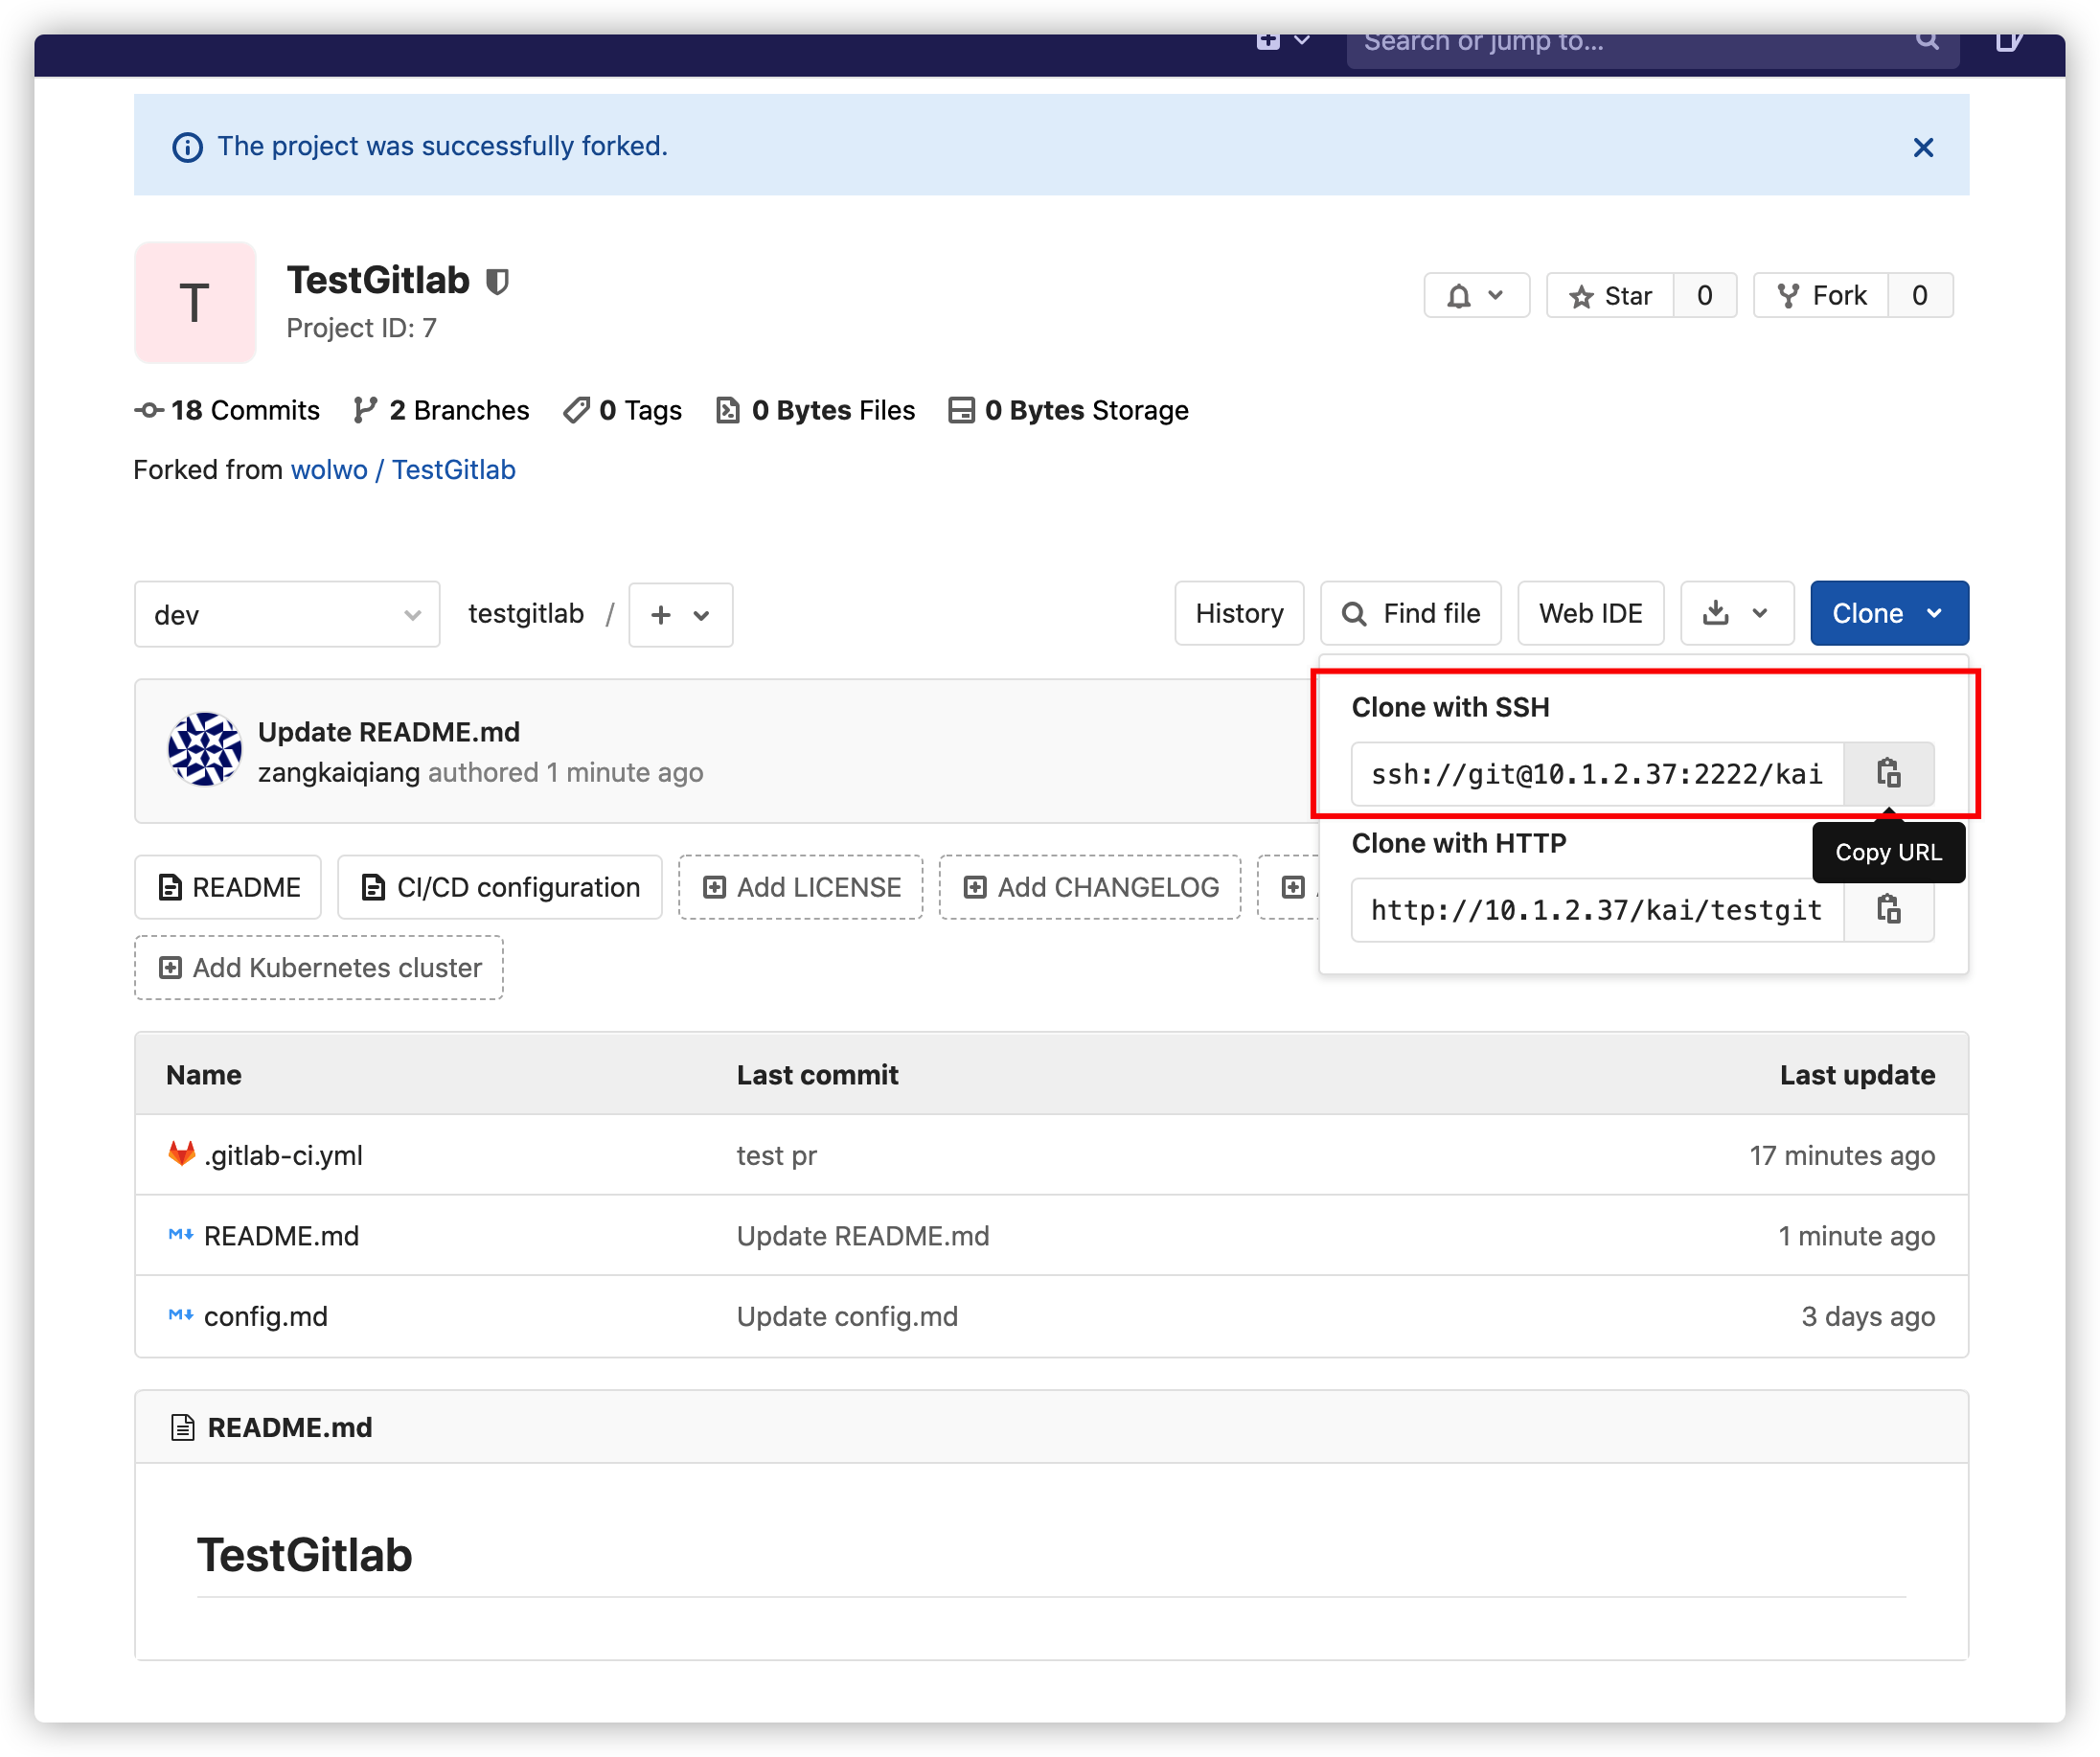 Search or jump to...
The project was successfully forked.
T
TestGitlab
Project ID: 7
Star 0
Fork 0
18 Commits 2 Branches 0 Tags 0 Bytes Files 0 Bytes Storage
Forked from wolwo / TestGitlab
dev
testgitlab /
History
Find file
Web IDE
Clone
Update README.md
zangkaiqiang authored 1 minute ago
Clone with SSH
ssh://git@10.1.2.37:2222/kai
Clone with HTTP
Copy URL
http://10.1.2.37/kai/testgit
README
CI/CD configuration
Add LICENSE
Add CHANGELOG
Add Kubernetes cluster
Name Last commit Last update
.gitlab-ci.yml test pr 17 minutes ago
README.md Update README.md 1 minute ago
config.md Update config.md 3 days ago
README.md
TestGitlab